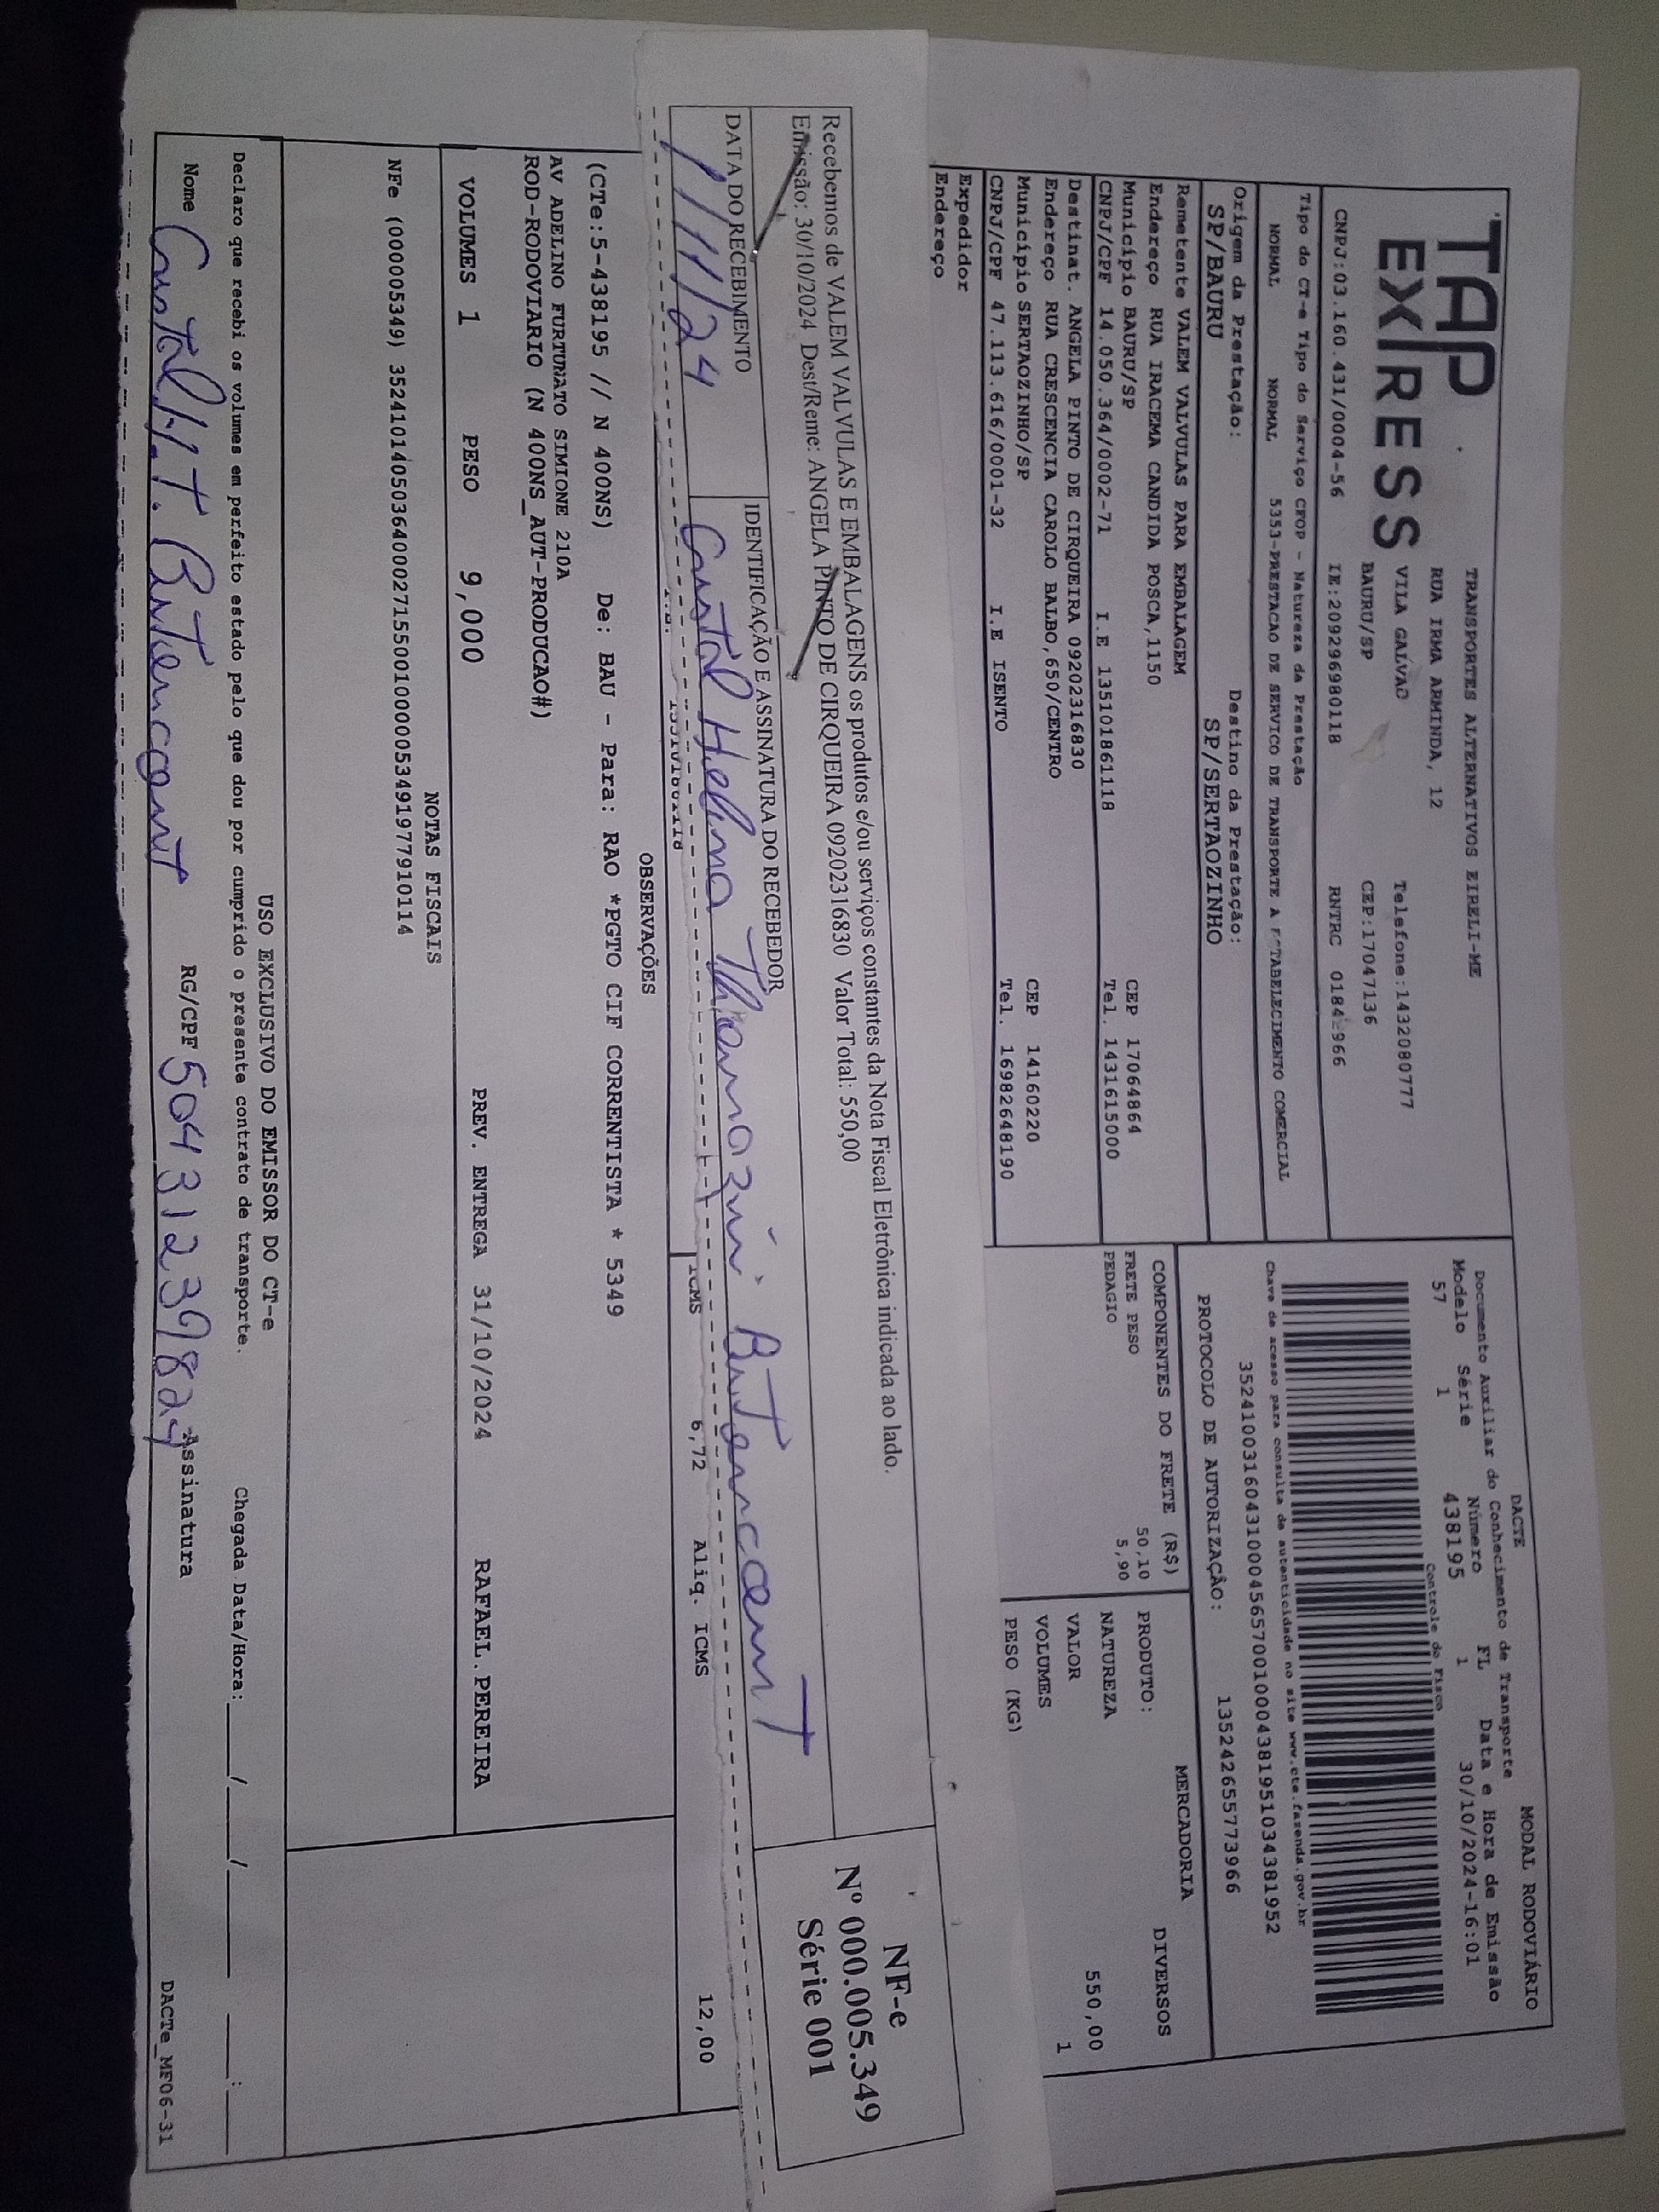 TAP
EXPRESS
TRANSPORTES ALTERNATIVOS EIRELI-ME
RUA IRMA ARMINDA, 12
VILA GALVAO Telefone:1432080777
BAURU/SP CEP:17047136
CNPJ:03.160.431/0004-56 IE:209296980118 RNTRC
Tipo do CT-e Tipo do Serviço CFOP - Natureza da Prestação
NORMAL NORMAL 5353-PRESTACAO DE SERVICO DE TRANSPORTE A ESTABELECIMENTO COMERCIAL
Origem da Prestação: Destino da Prestação:
SP/BAURU SP/SERTAOZINHO
Remetente VALEM VALVULAS PARA EMBALAGEM
Endereço RUA IRACEMA CANDIDA POSCA,1150
Município BAURU/SP CEP 17064864
CNPJ/CPF 14.050.364/0002-71 I.E 135101861118 Tel. 1431615000
Destinat. ANGELA PINTO DE CIRQUEIRA 09202316830
Endereço RUA CRESCENCIA CAROLO BALBO,650/CENTRO
Município SERTAOZINHO/SP CEP 14160220
CNPJ/CPF 47.113.616/0001-32 I.E ISENTO Tel. 16982648190
Expedidor
Endereço
DACTE MODAL RODOVIÁRIO
Documento Auxiliar do Conhecimento de Transporte
Modelo Série Número FL Data e Hora de Emissão
57 1 438195 1 30/10/2024-16:01
Controle do Fisco
Chave de acesso para consulta de autenticidade no site www.cte.fazenda.gov.br
35241003160431000456570010004381951034381952
PROTOCOLO DE AUTORIZAÇÃO: 135242655773966
COMPONENTES DO FRETE (R$) MERCADORIA
FRETE PESO 50,10
PEDAGIO 5,90
PRODUTO: DIVERSOS
NATUREZA
VALOR 550,00
VOLUMES 1
PESO (KG)
Recebemos de VALEM VALVULAS E EMBALAGENS os produtos e/ou serviços constantes da Nota Fiscal Eletrônica indicada ao lado.
Emissão: 30/10/2024 Dest/Reme: ANGELA PINTO DE CIRQUEIRA 09202316830 Valor Total: 550,00
DATA DO RECEBIMENTO IDENTIFICAÇÃO E ASSINATURA DO RECEBEDOR
1/11/24
NF-e
Nº 000.005.349
Série 001
ICMS 6,72 Aliq. ICMS 12,00
OBSERVAÇÕES
(CTe:5-438195 // N 400NS) De: BAU - Para: RAO *PGTO CIF CORRENTISTA * 5349
AV ADELINO FURTUNATO SIMIONE 210A
ROD-RODOVIARIO (N 400NS_AUT-PRODUCAO#)
VOLUMES 1 PESO 9,000 PREV. ENTREGA 31/10/2024 RAFAEL.PEREIRA
NOTAS FISCAIS
NFe (000005349) 35241014050364000271550010000053491977910114
USO EXCLUSIVO DO EMISSOR DO CT-e
Declaro que recebi os volumes em perfeito estado pelo que dou por cumprido o presente contrato de transporte. Chegada Data/Hora:____/____/____ ___:___
Nome RG/CPF Assinatura
DACTe_MF06-31